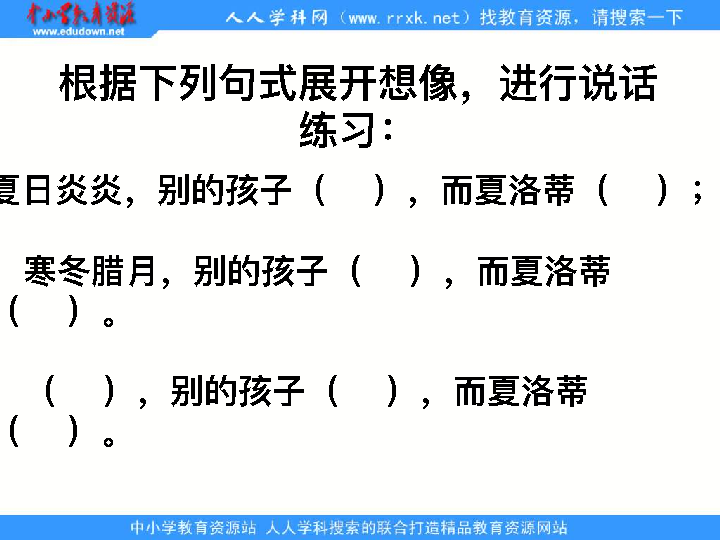 中小学教育资源
www.edudown.net
人人学科网（www.rrxk.net）找教育资源，请搜索一下
根据下列句式展开想像，进行说话
练习：
夏日炎炎，别的孩子（　），而夏洛蒂（　）；
寒冬腊月，别的孩子（　），而夏洛蒂
（　）。
（　），别的孩子（　），而夏洛蒂
（　）。
中小学教育资源站 人人学科搜索的联合打造精品教育资源网站